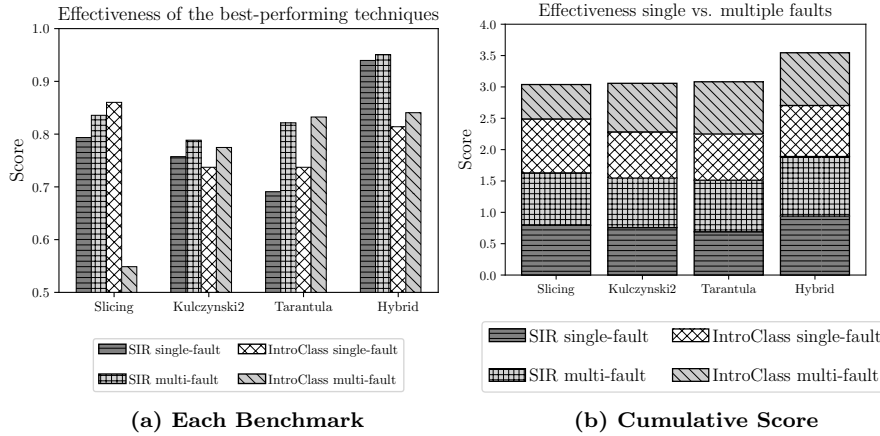 Effectiveness of the best-performing techniques
1.0
0.9
0.8
0.7
0.6
0.5
Score
Slicing Kulczynski2 Tarantula Hybrid
SIR single-fault IntroClass single-fault
SIR multi-fault IntroClass multi-fault
(a) Each Benchmark
Effectiveness single vs. multiple faults
4.0
3.5
3.0
2.5
2.0
1.5
1.0
0.5
0.0
Score
Slicing Kulczynski2 Tarantula Hybrid
SIR single-fault IntroClass single-fault
SIR multi-fault IntroClass multi-fault
(b) Cumulative Score